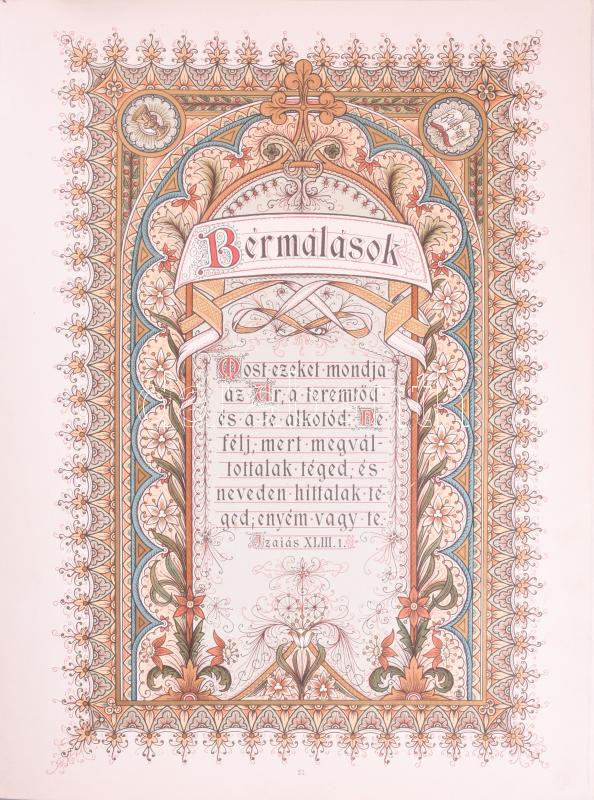 Bérmálások
Most ezeket mondja
az Úr, a teremtőd
és a te alkotód: Ne
félj, mert megvál-
tottalak téged, és
neveden híttalak té-
ged; enyém vagy te.
Izaiás XLIII. 1.